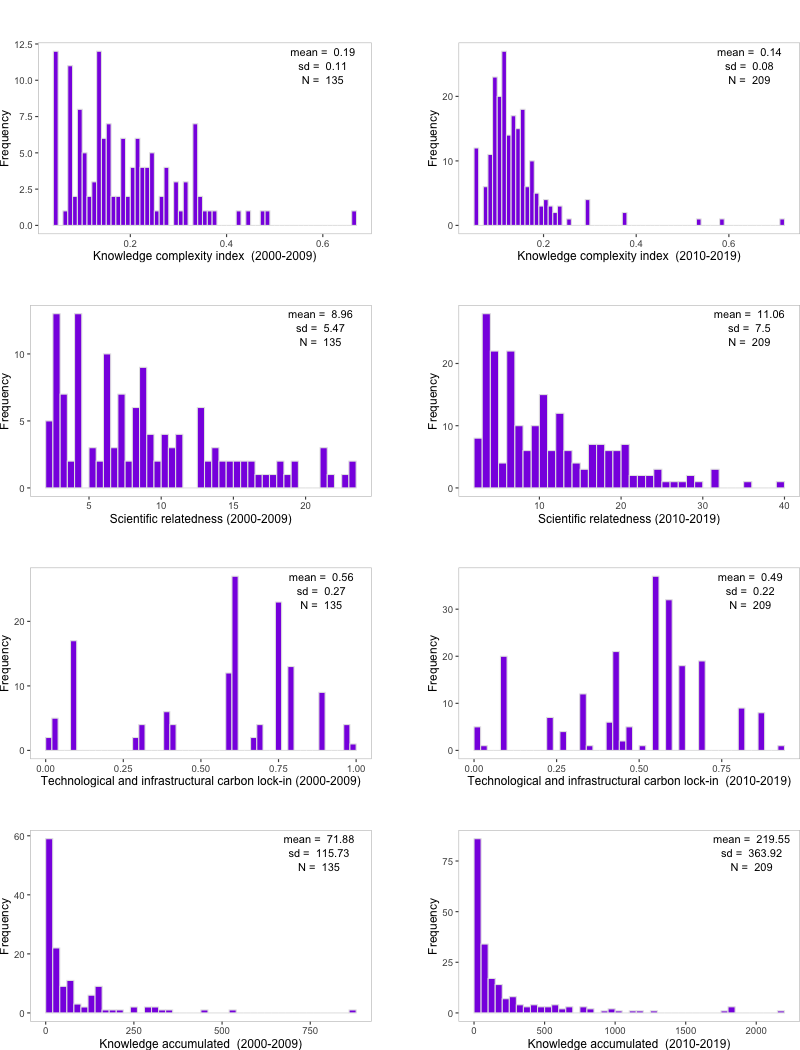 mean = 0.19
sd = 0.11
N = 135
12.5
10.0
7.5
5.0
2.5
0.0
Frequency
0.2 0.4 0.6
Knowledge complexity index (2000-2009)
mean = 0.14
sd = 0.08
N = 209
20
10
0
Frequency
0.2 0.4 0.6
Knowledge complexity index (2010-2019)
mean = 8.96
sd = 5.47
N = 135
10
5
0
Frequency
5 10 15 20
Scientific relatedness (2000-2009)
mean = 11.06
sd = 7.5
N = 209
20
10
0
Frequency
10 20 30 40
Scientific relatedness (2010-2019)
mean = 0.56
sd = 0.27
N = 135
20
10
0
Frequency
0.00 0.25 0.50 0.75 1.00
Technological and infrastructural carbon lock-in (2000-2009)
mean = 0.49
sd = 0.22
N = 209
30
20
10
0
Frequency
0.00 0.25 0.50 0.75
Technological and infrastructural carbon lock-in (2010-2019)
mean = 71.88
sd = 115.73
N = 135
60
40
20
0
Frequency
0 250 500 750
Knowledge accumulated (2000-2009)
mean = 219.55
sd = 363.92
N = 209
75
50
25
0
Frequency
0 500 1000 1500 2000
Knowledge accumulated (2010-2019)